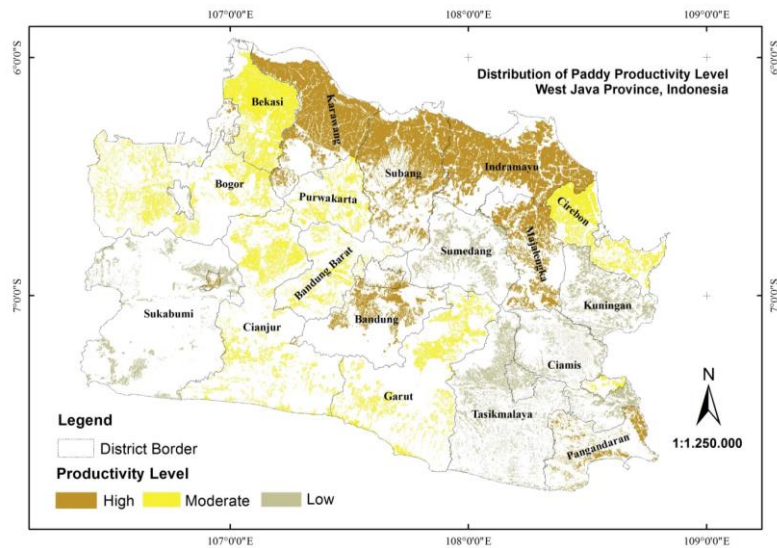 107°0'0"E
108°0'0"E
109°0'0"E
6°0'0"S
6°0'0"S
Distribution of Paddy Productivity Level
West Java Province, Indonesia
Bekasi
Karawang
Subang
Indramayu
Bogor
Purwakarta
Cirebon
Bandung Barat
Sumedang
Majalengka
7°0'0"S
7°0'0"S
Kuningan
Sukabumi
Cianjur
Bandung
Ciamis
Garut
Tasikmalaya
Pangandaran
N
1:1.250.000
Legend
District Border
Productivity Level
High
Moderate
Low
107°0'0"E
108°0'0"E
109°0'0"E